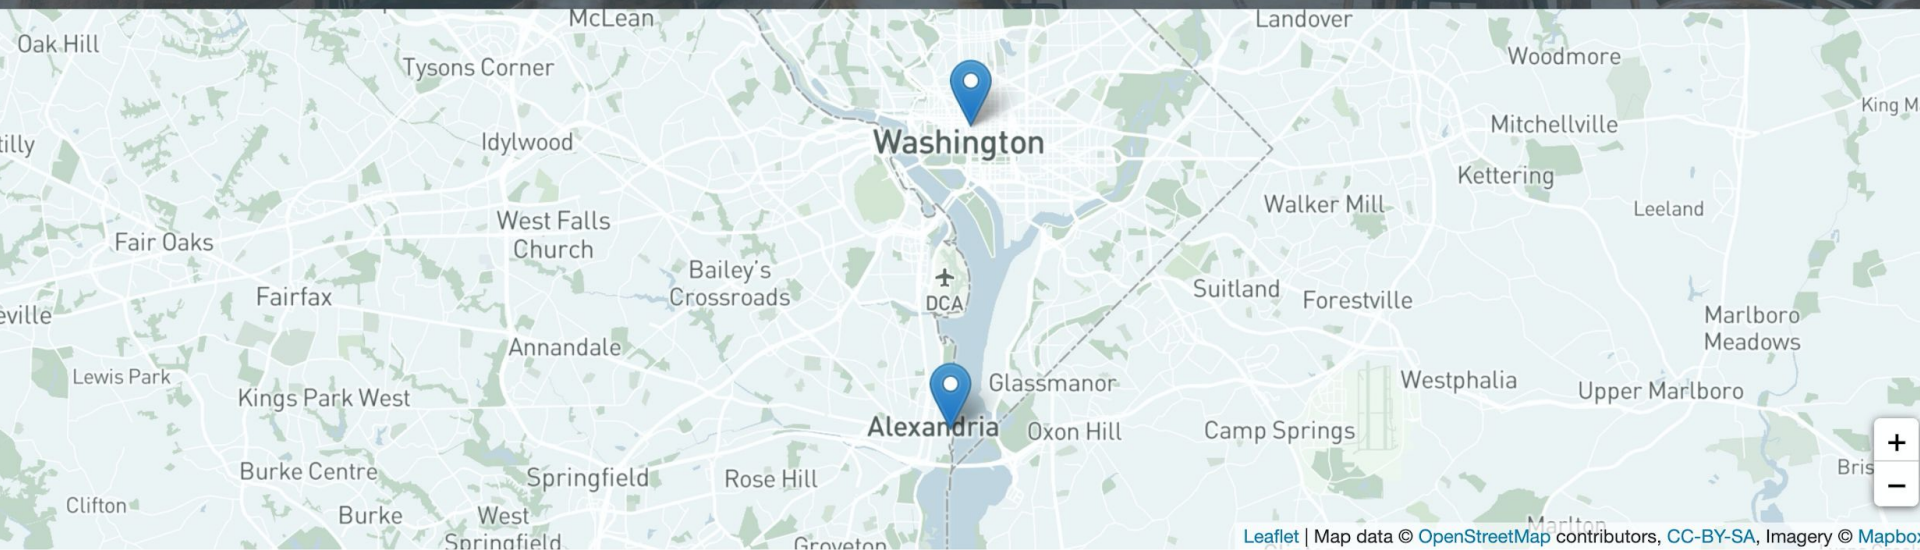 McLean
Landover
Oak Hill
Woodmore
Tysons Corner
King M
Mitchellville
Idylwood
Washington
tilly
Kettering
Walker Mill
Leeland
West Falls
Church
Fair Oaks
Bailey's
Crossroads
Suitland
Fairfax
DCA
Forestville
eville
Marlboro
Meadows
Annandale
Lewis Park
Glassmanor
Westphalia
Upper Marlboro
Kings Park West
Alexandria
Oxon Hill
Camp Springs
+
Burke Centre
Springfield
Rose Hill
Bris
−
Clifton
Burke
West
Springfield
Marlton
Groveton
Leaflet | Map data © OpenStreetMap contributors, CC-BY-SA, Imagery © Mapbox